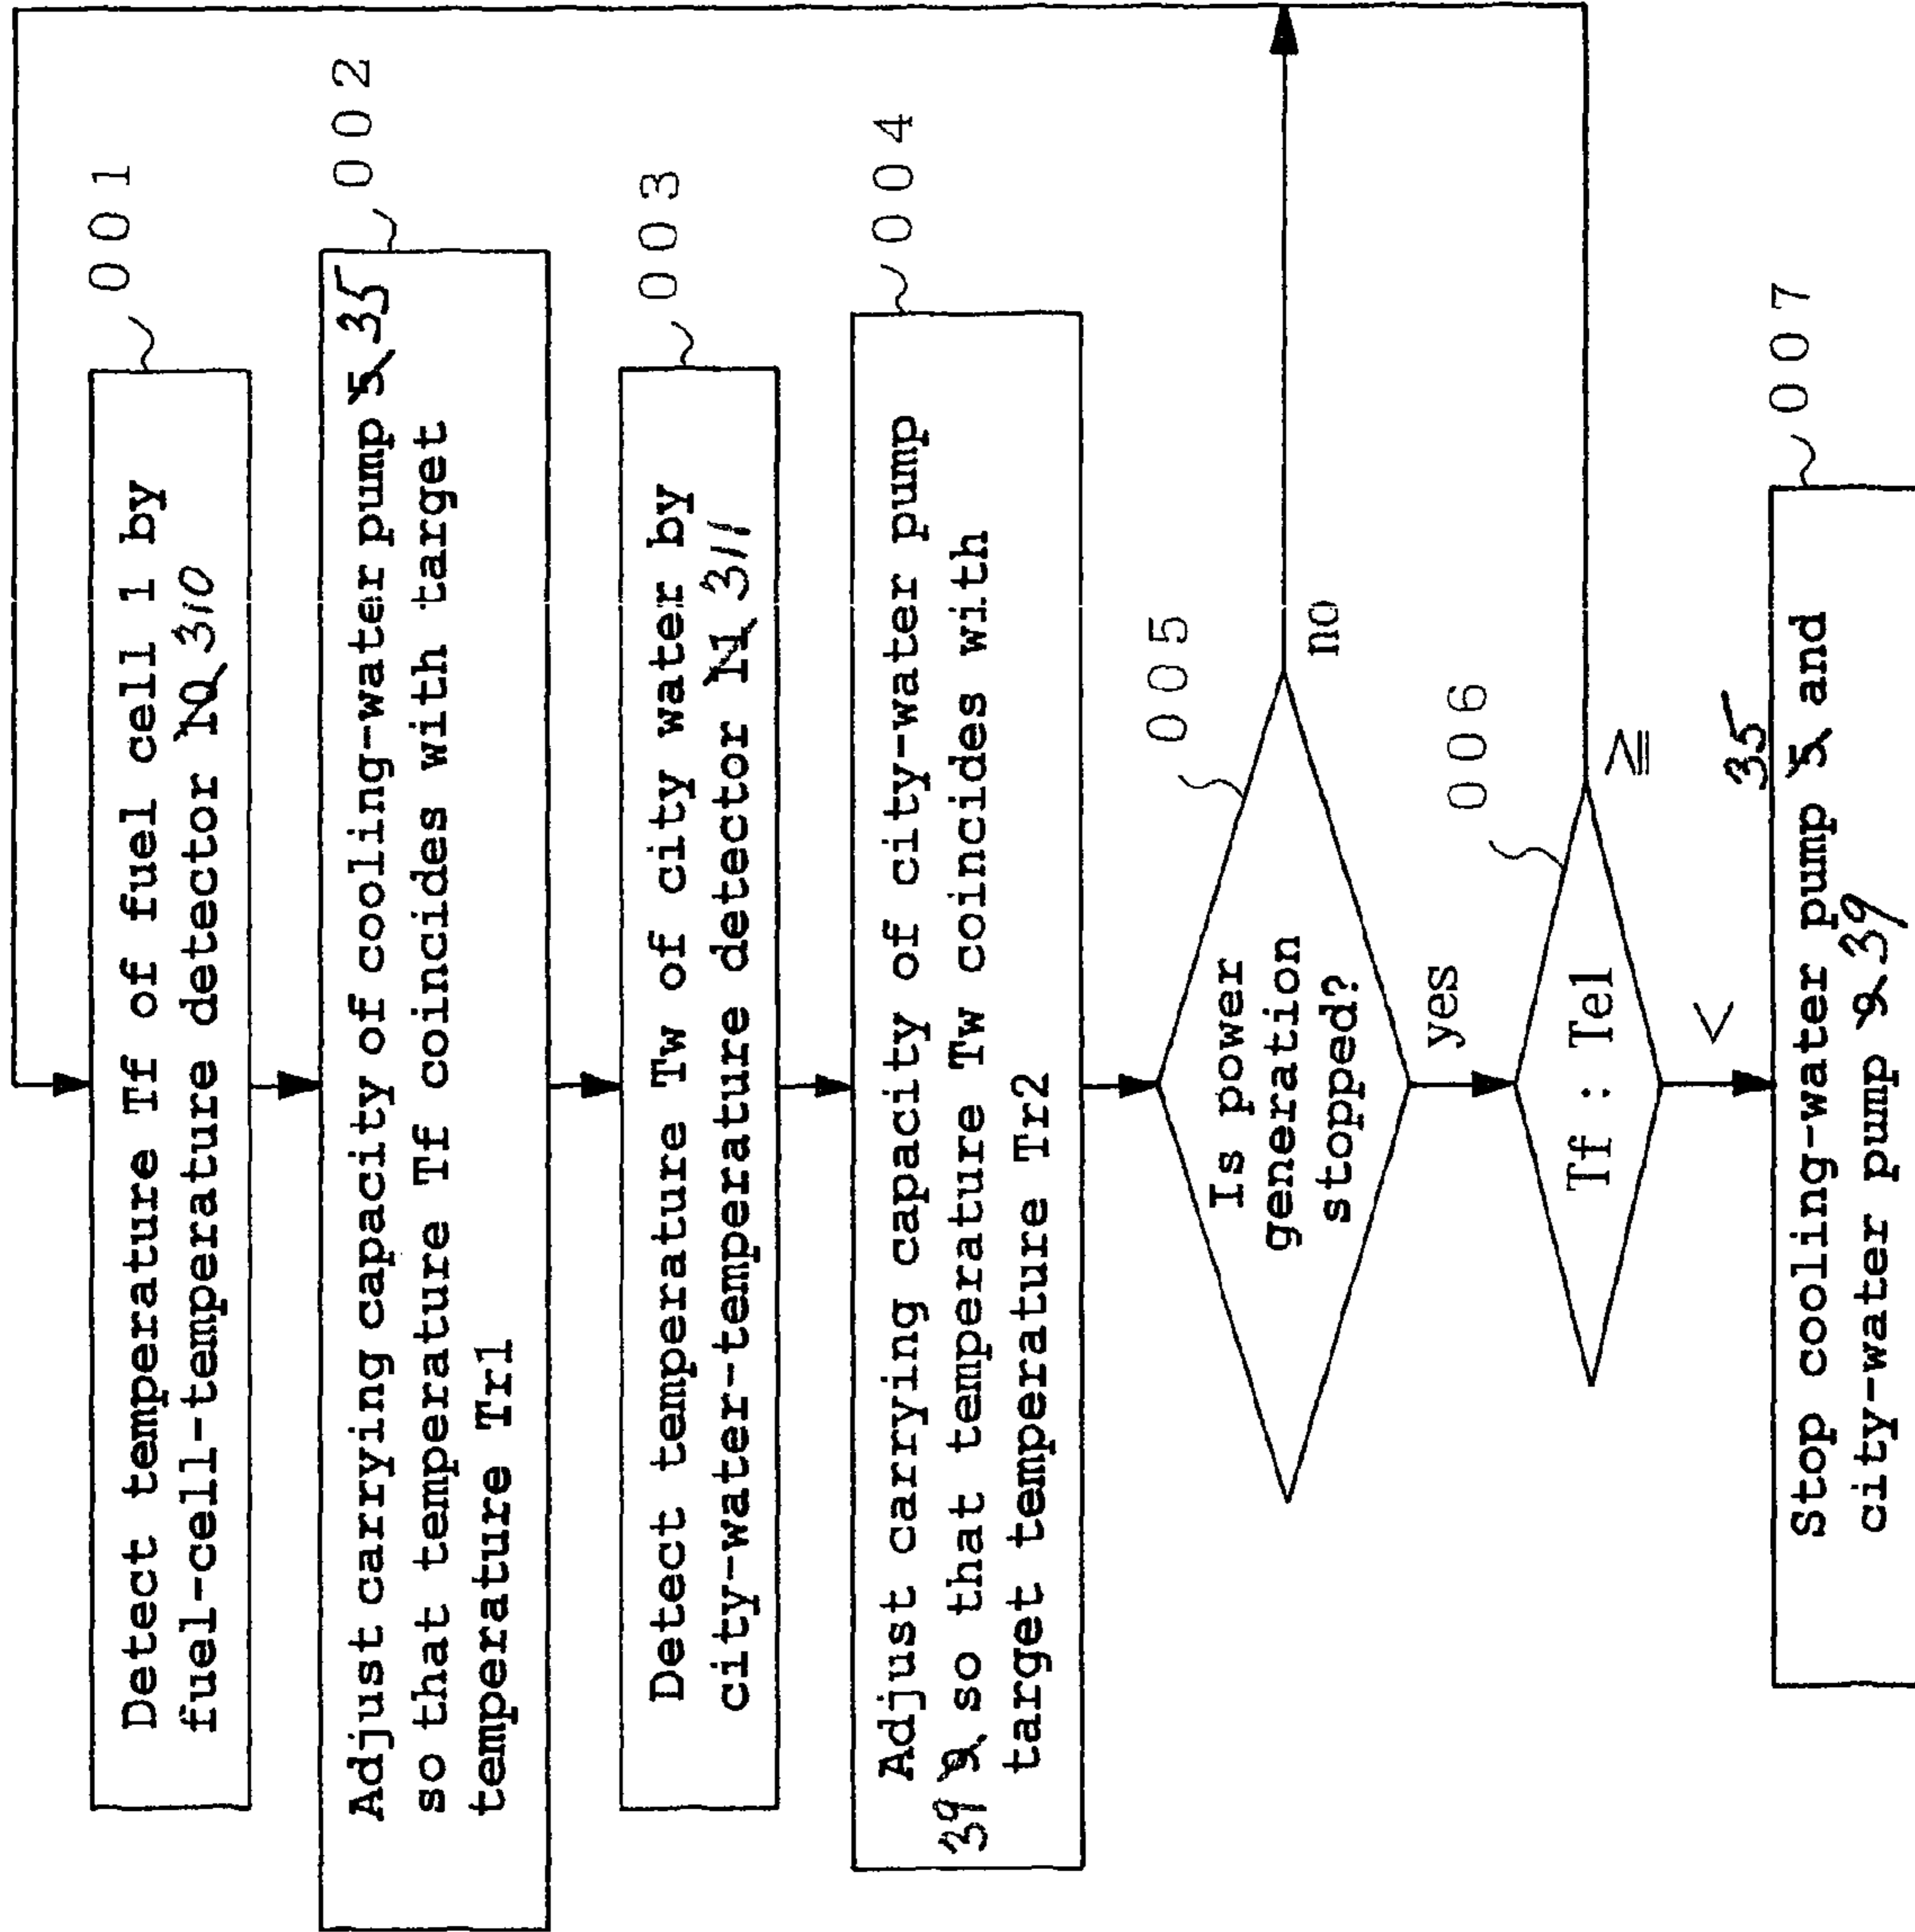 001
Detect temperature Tf of fuel cell 1 by
fuel-cell-temperature detector 10 310
002
Adjust carrying capacity of cooling-water pump 5 35
so that temperature Tf coincides with target
temperature Tr1
003
Detect temperature Tw of city water by
city-water-temperature detector 11 311
004
Adjust carrying capacity of city-water pump
39 9 so that temperature Tw coincides with
target temperature Tr2
005
Is power
generation
stopped?
no
yes
006
Tf : Te1
≧
<
007
35
Stop cooling-water pump 5 and
city-water pump 9 39